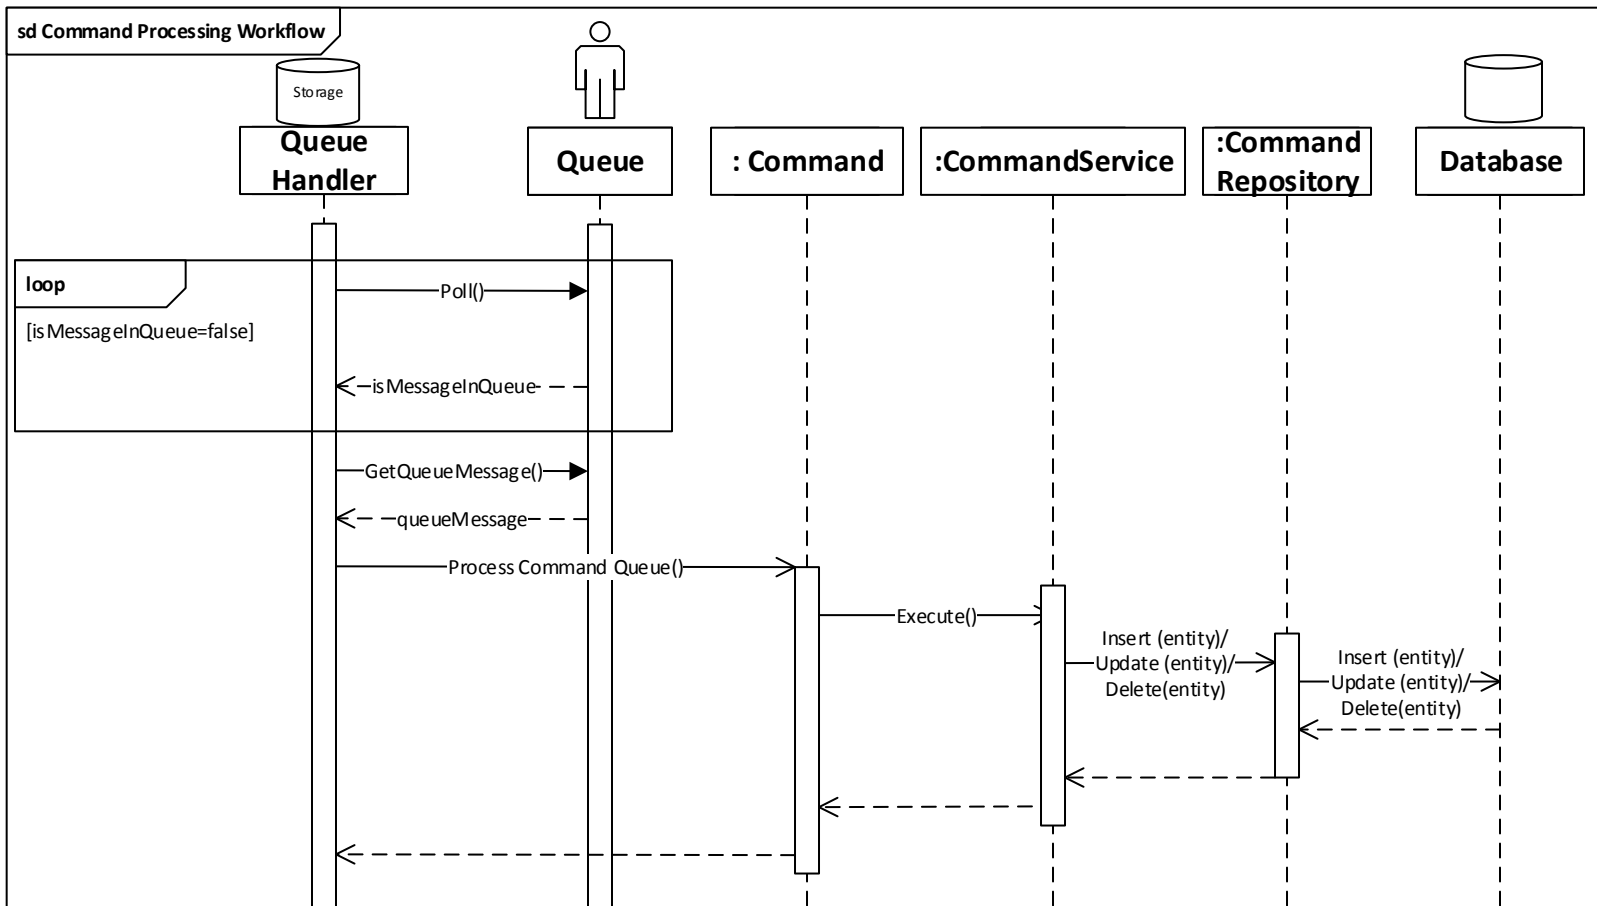 sd Command Processing Workflow
Storage
Queue
Handler
Queue
: Command
:CommandService
:Command
Repository
Database
loop
[isMessageInQueue=false]
Poll()
isMessageInQueue
GetQueueMessage()
queueMessage
Process Command Queue()
Execute()
Insert (entity)/
Update (entity)/
Delete(entity)
Insert (entity)/
Update (entity)/
Delete(entity)